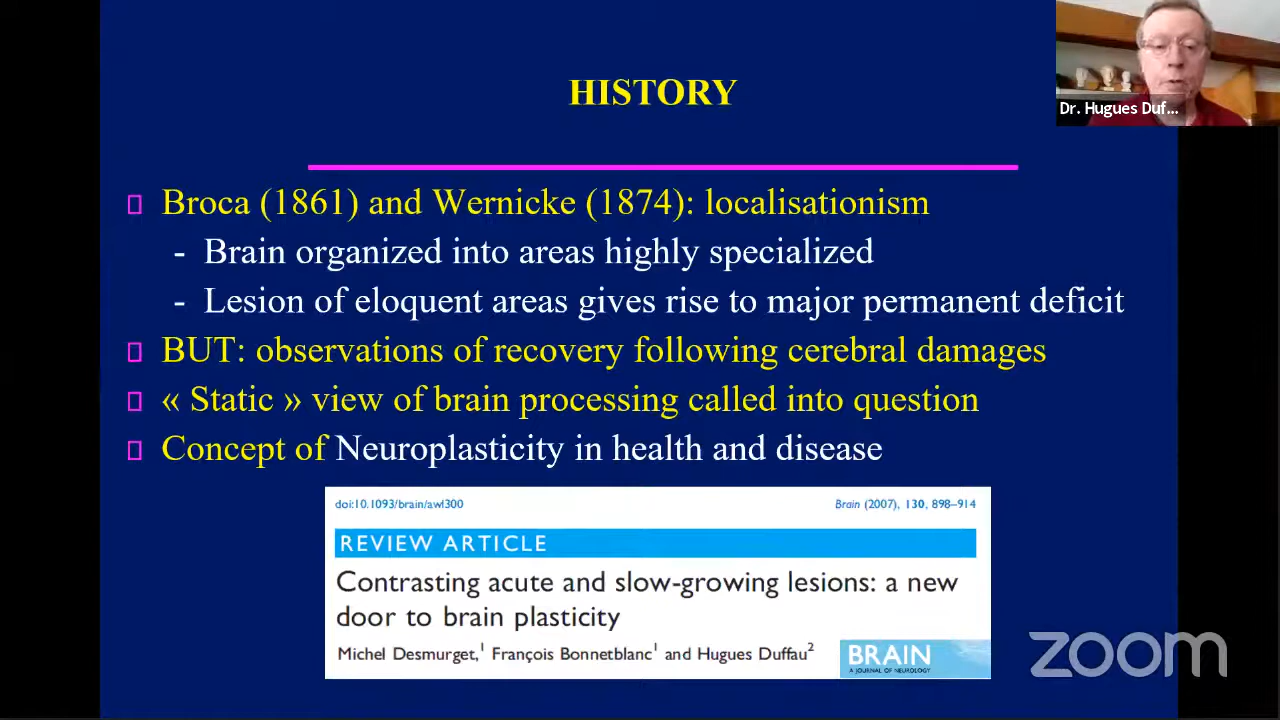 HISTORY
Dr. Hugues Duf...
Broca (1861) and Wernicke (1874): localisationism
- Brain organized into areas highly specialized
- Lesion of eloquent areas gives rise to major permanent deficit
BUT: observations of recovery following cerebral damages
« Static » view of brain processing called into question
Concept of Neuroplasticity in health and disease
doi:10.1093/brain/awl300
Brain (2007), 130, 898–914
REVIEW ARTICLE
Contrasting acute and slow-growing lesions: a new
door to brain plasticity
Michel Desmurget,¹ François Bonnetblanc¹ and Hugues Duffau²
BRAIN
A JOURNAL OF NEUROLOGY
zoom